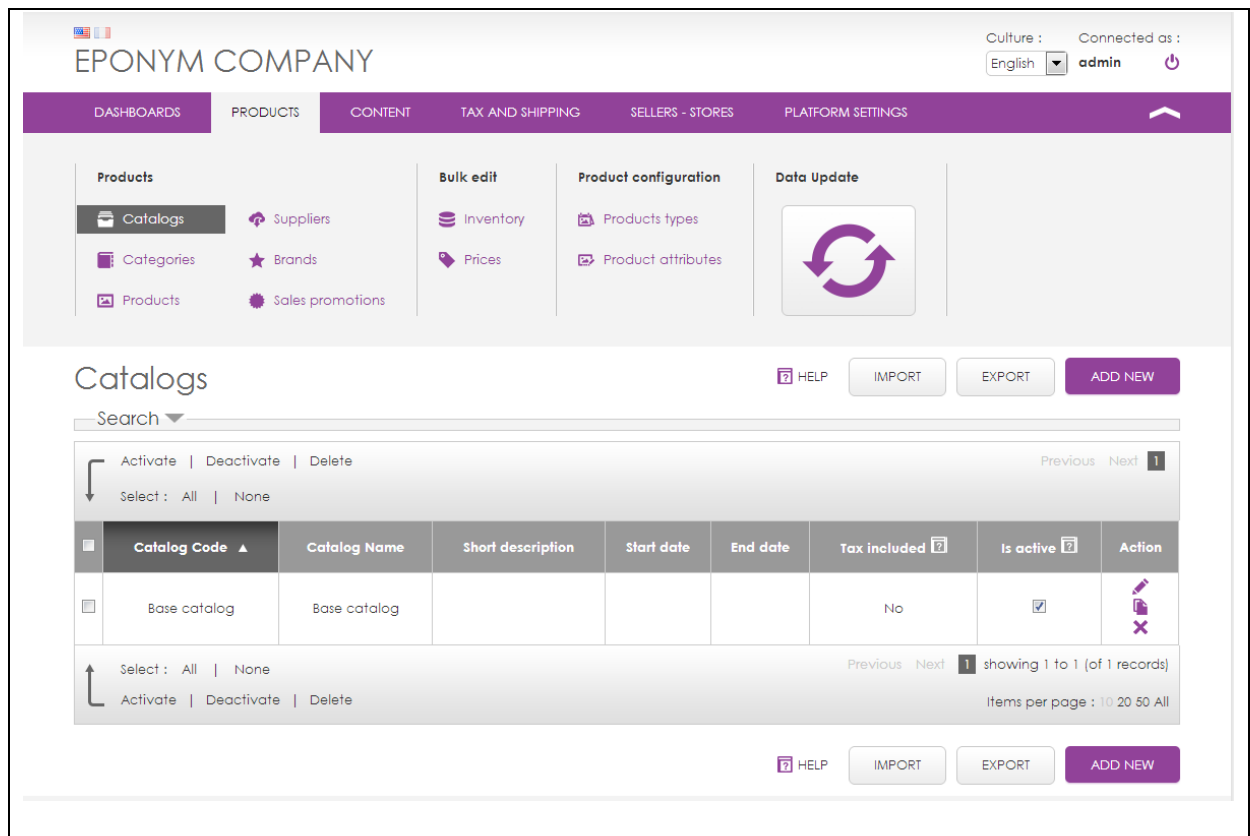 Culture : Connected as :
EPONYM COMPANY
English admin
DASHBOARDS PRODUCTS CONTENT TAX AND SHIPPING SELLERS - STORES PLATFORM SETTINGS
Products Bulk edit Product configuration Data Update
Catalogs Suppliers Inventory Products types
Categories Brands Prices Product attributes
Products Sales promotions
Catalogs ? HELP IMPORT EXPORT ADD NEW
Search
Activate | Deactivate | Delete Previous Next 1
Select : All | None
Catalog Code ▲ Catalog Name Short description Start date End date Tax included ? Is active ? Action
Base catalog Base catalog No
Select : All | None Previous Next 1 showing 1 to 1 (of 1 records)
Activate | Deactivate | Delete Items per page : 10 20 50 All
? HELP IMPORT EXPORT ADD NEW